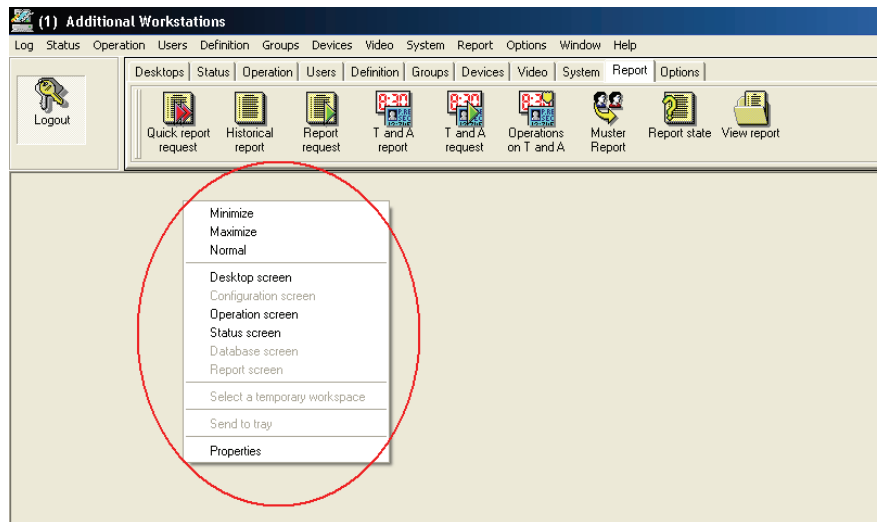 (1) Additional Workstations
Log Status Operation Users Definition Groups Devices Video System Report Options Window Help
Desktops Status Operation Users Definition Groups Devices Video System Report Options
Logout
Quick report request
Historical report
Report request
T and A report
T and A request
Operations on T and A
Muster Report
Report state
View report
Minimize
Maximize
Normal
Desktop screen
Configuration screen
Operation screen
Status screen
Database screen
Report screen
Select a temporary workspace
Send to tray
Properties